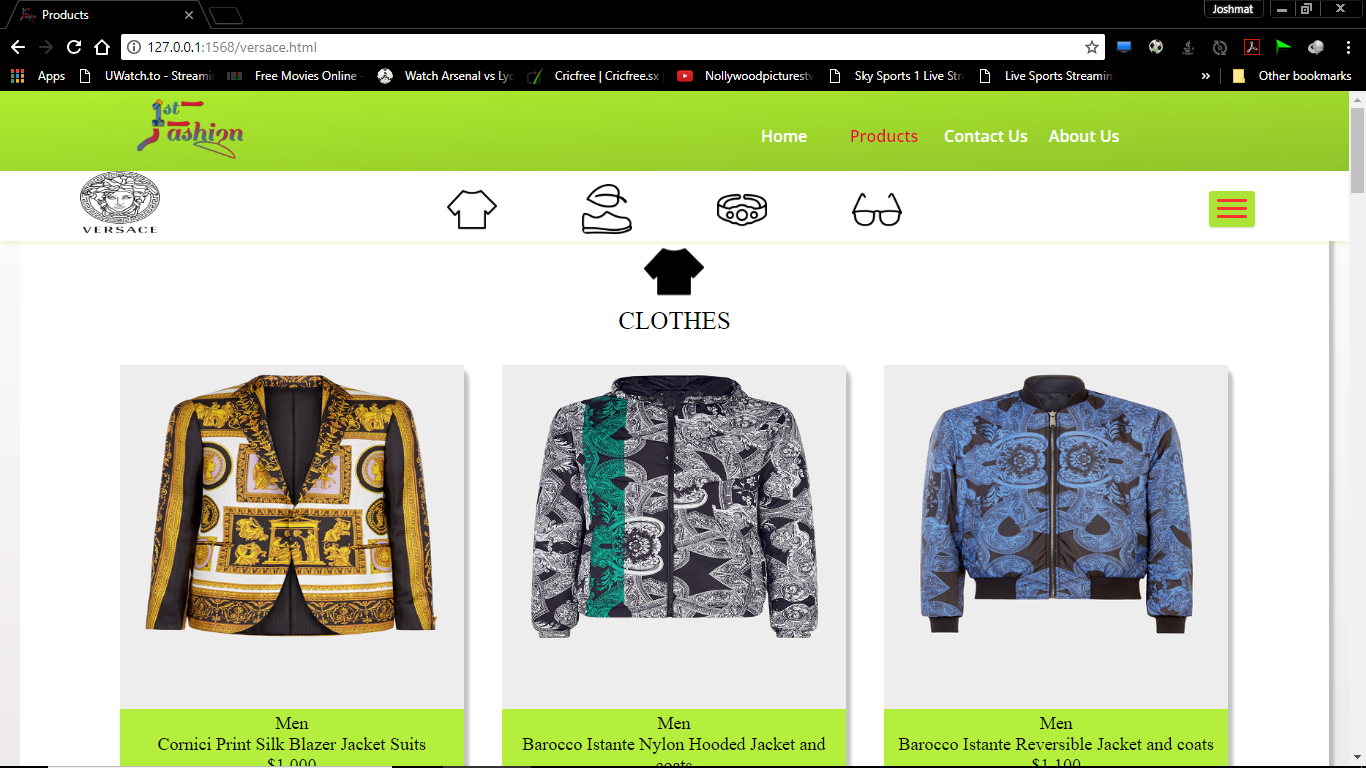 Products
Joshmat
127.0.0.1:1568/versace.html
Apps
UWatch.to - Streami
Free Movies Online -
Watch Arsenal vs Lyc
Cricfree | Cricfree.sx
Nollywoodpicturestv
Sky Sports 1 Live Stre
Live Sports Streamin
»
Other bookmarks
1st
Fashion
Home
Products
Contact Us
About Us
VERSACE
CLOTHES
Men
Cornici Print Silk Blazer Jacket Suits
$1,000
Men
Barocco Istante Nylon Hooded Jacket and
coats
Men
Barocco Istante Reversible Jacket and coats
$1,100